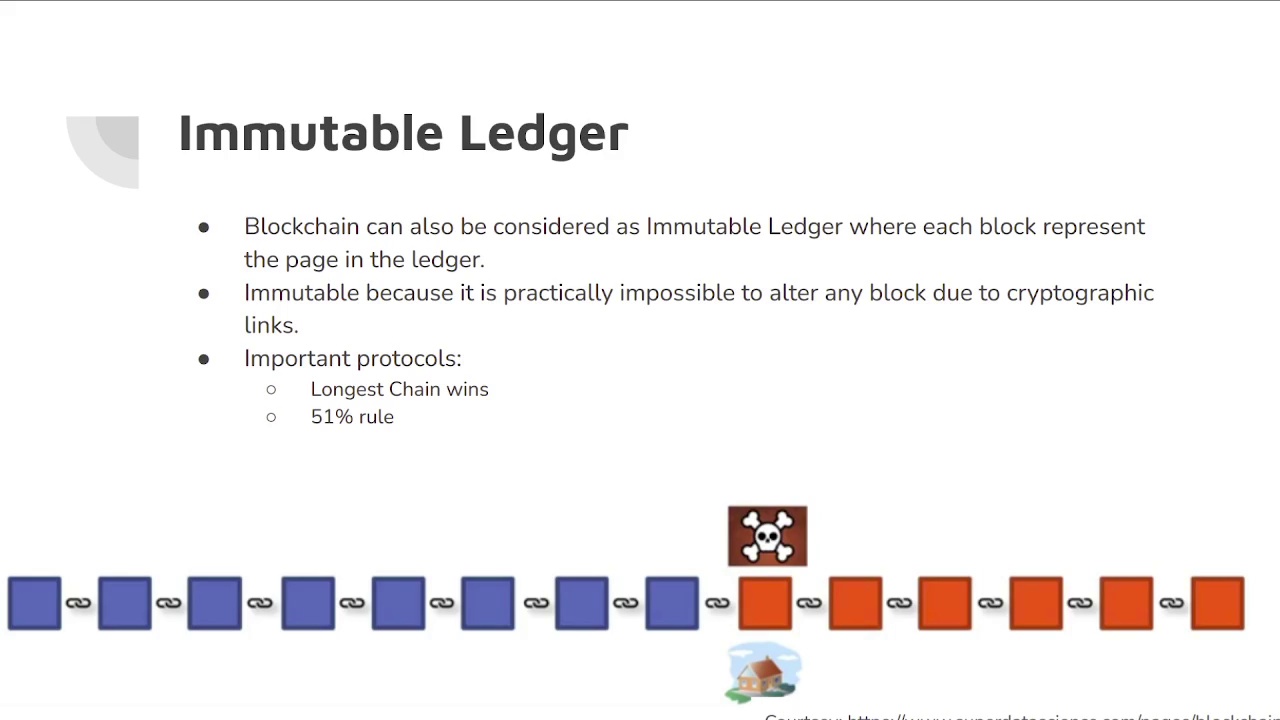 Immutable Ledger
● Blockchain can also be considered as Immutable Ledger where each block represent
the page in the ledger.
● Immutable because it is practically impossible to alter any block due to cryptographic
links.
● Important protocols:
○ Longest Chain wins
○ 51% rule
Courtesy: https://www.superdatascience.com/pages/blockchain